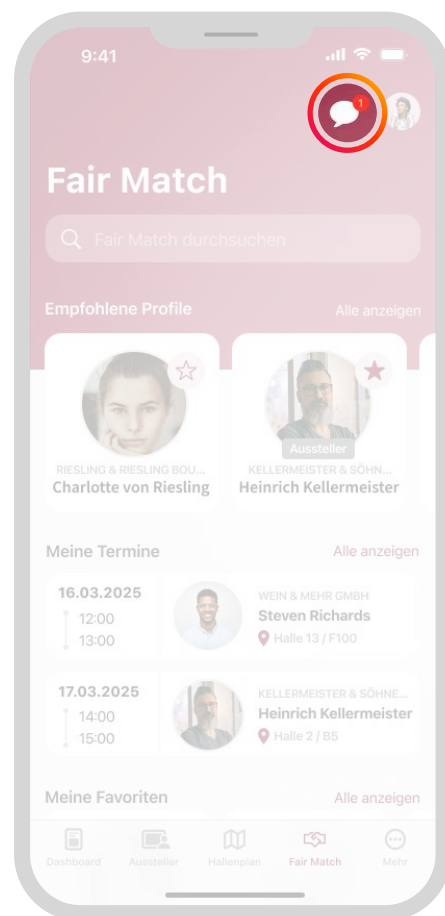 9:41
1
Fair Match
Fair Match durchsuchen
Empfohlene Profile Alle anzeigen
Aussteller
RIESLING & RIESLING BOU... KELLERMEISTER & SÖHN...
Charlotte von Riesling Heinrich Kellermeister
Meine Termine Alle anzeigen
16.03.2025 WEIN & MEHR GMBH
12:00 Steven Richards
13:00 Halle 13 / F100
17.03.2025 KELLERMEISTER & SÖHNE...
14:00 Heinrich Kellermeister
15:00 Halle 2 / B5
Meine Favoriten Alle anzeigen
Dashboard Aussteller Hallenplan Fair Match Mehr